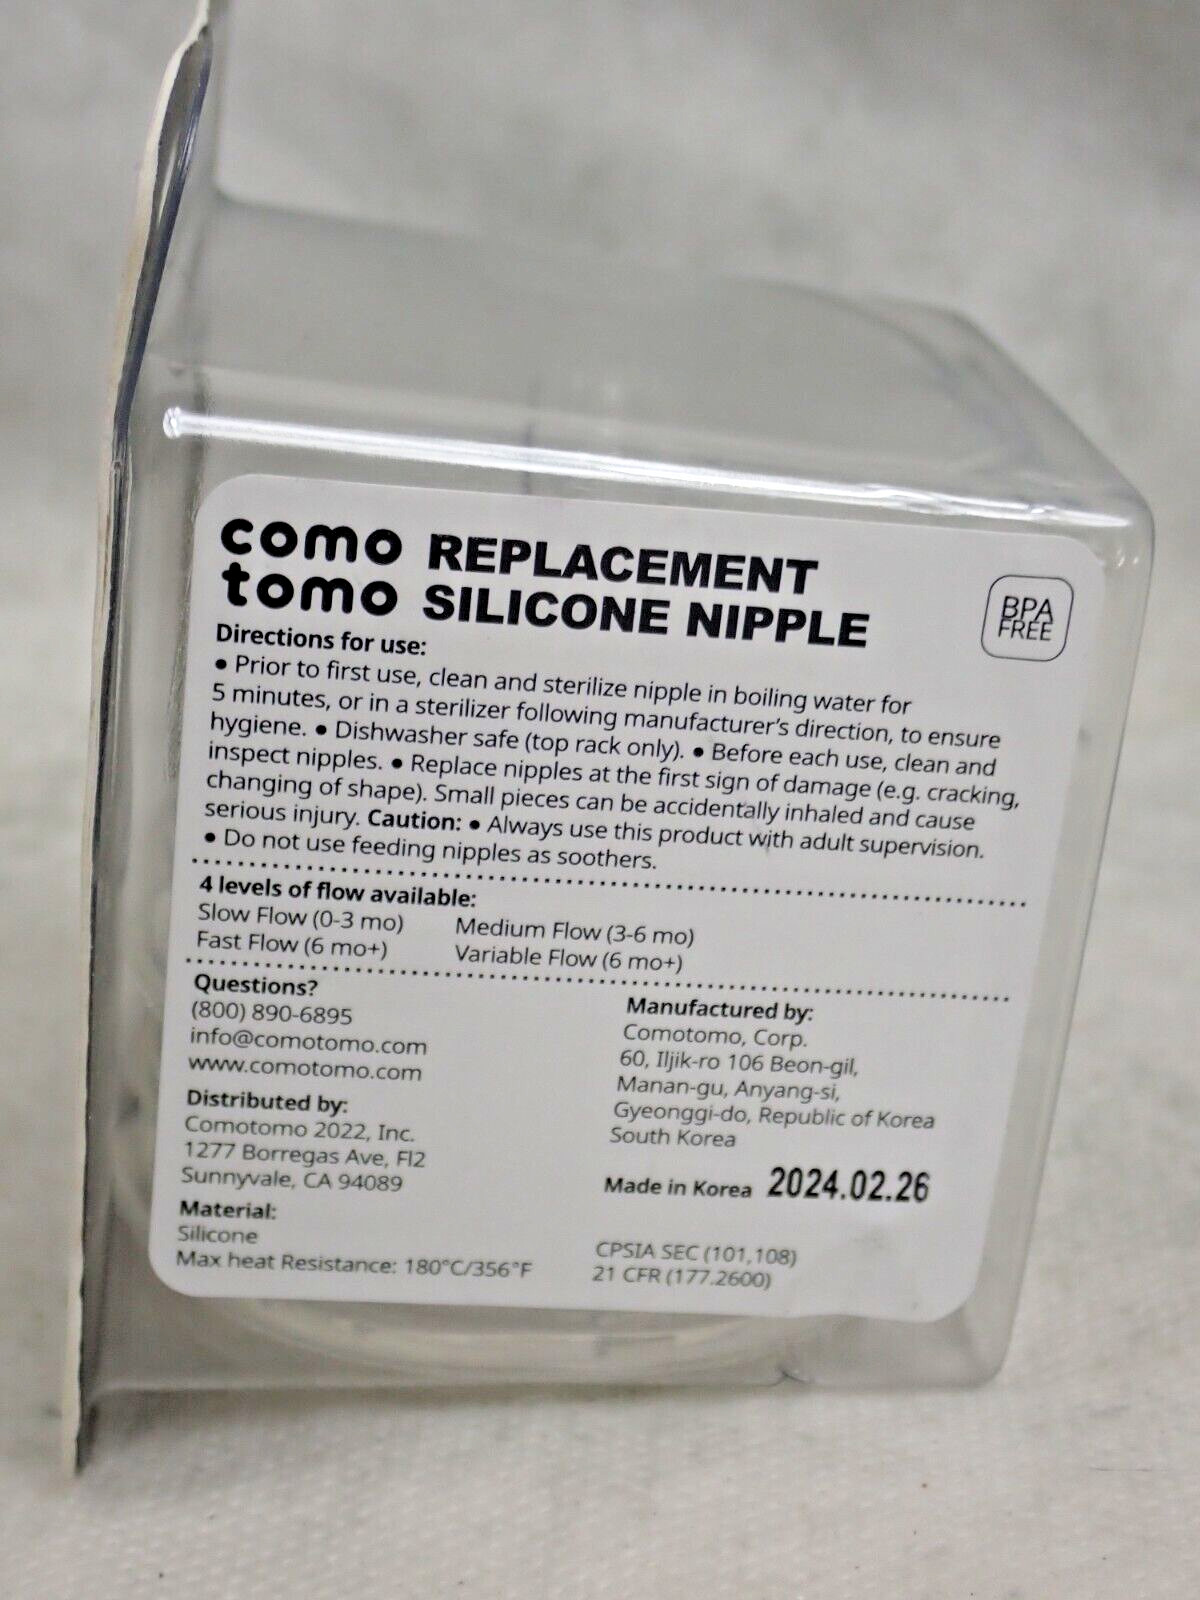 como
tomo
REPLACEMENT
SILICONE NIPPLE
BPA
FREE
Directions for use:
● Prior to first use, clean and sterilize nipple in boiling water for
5 minutes, or in a sterilizer following manufacturer's direction, to ensure
hygiene. ● Dishwasher safe (top rack only). ● Before each use, clean and
inspect nipples. ● Replace nipples at the first sign of damage (e.g. cracking,
changing of shape). Small pieces can be accidentally inhaled and cause
serious injury. Caution: ● Always use this product with adult supervision.
● Do not use feeding nipples as soothers.
4 levels of flow available:
Slow Flow (0-3 mo) Medium Flow (3-6 mo)
Fast Flow (6 mo+) Variable Flow (6 mo+)
Questions?
(800) 890-6895
info@comotomo.com
www.comotomo.com
Distributed by:
Comotomo 2022, Inc.
1277 Borregas Ave, Fl2
Sunnyvale, CA 94089
Material:
Silicone
Max heat Resistance: 180°C/356°F
Manufactured by:
Comotomo, Corp.
60, Iljik-ro 106 Beon-gil,
Manan-gu, Anyang-si,
Gyeonggi-do, Republic of Korea
South Korea
Made in Korea 2024.02.26
CPSIA SEC (101,108)
21 CFR (177.2600)